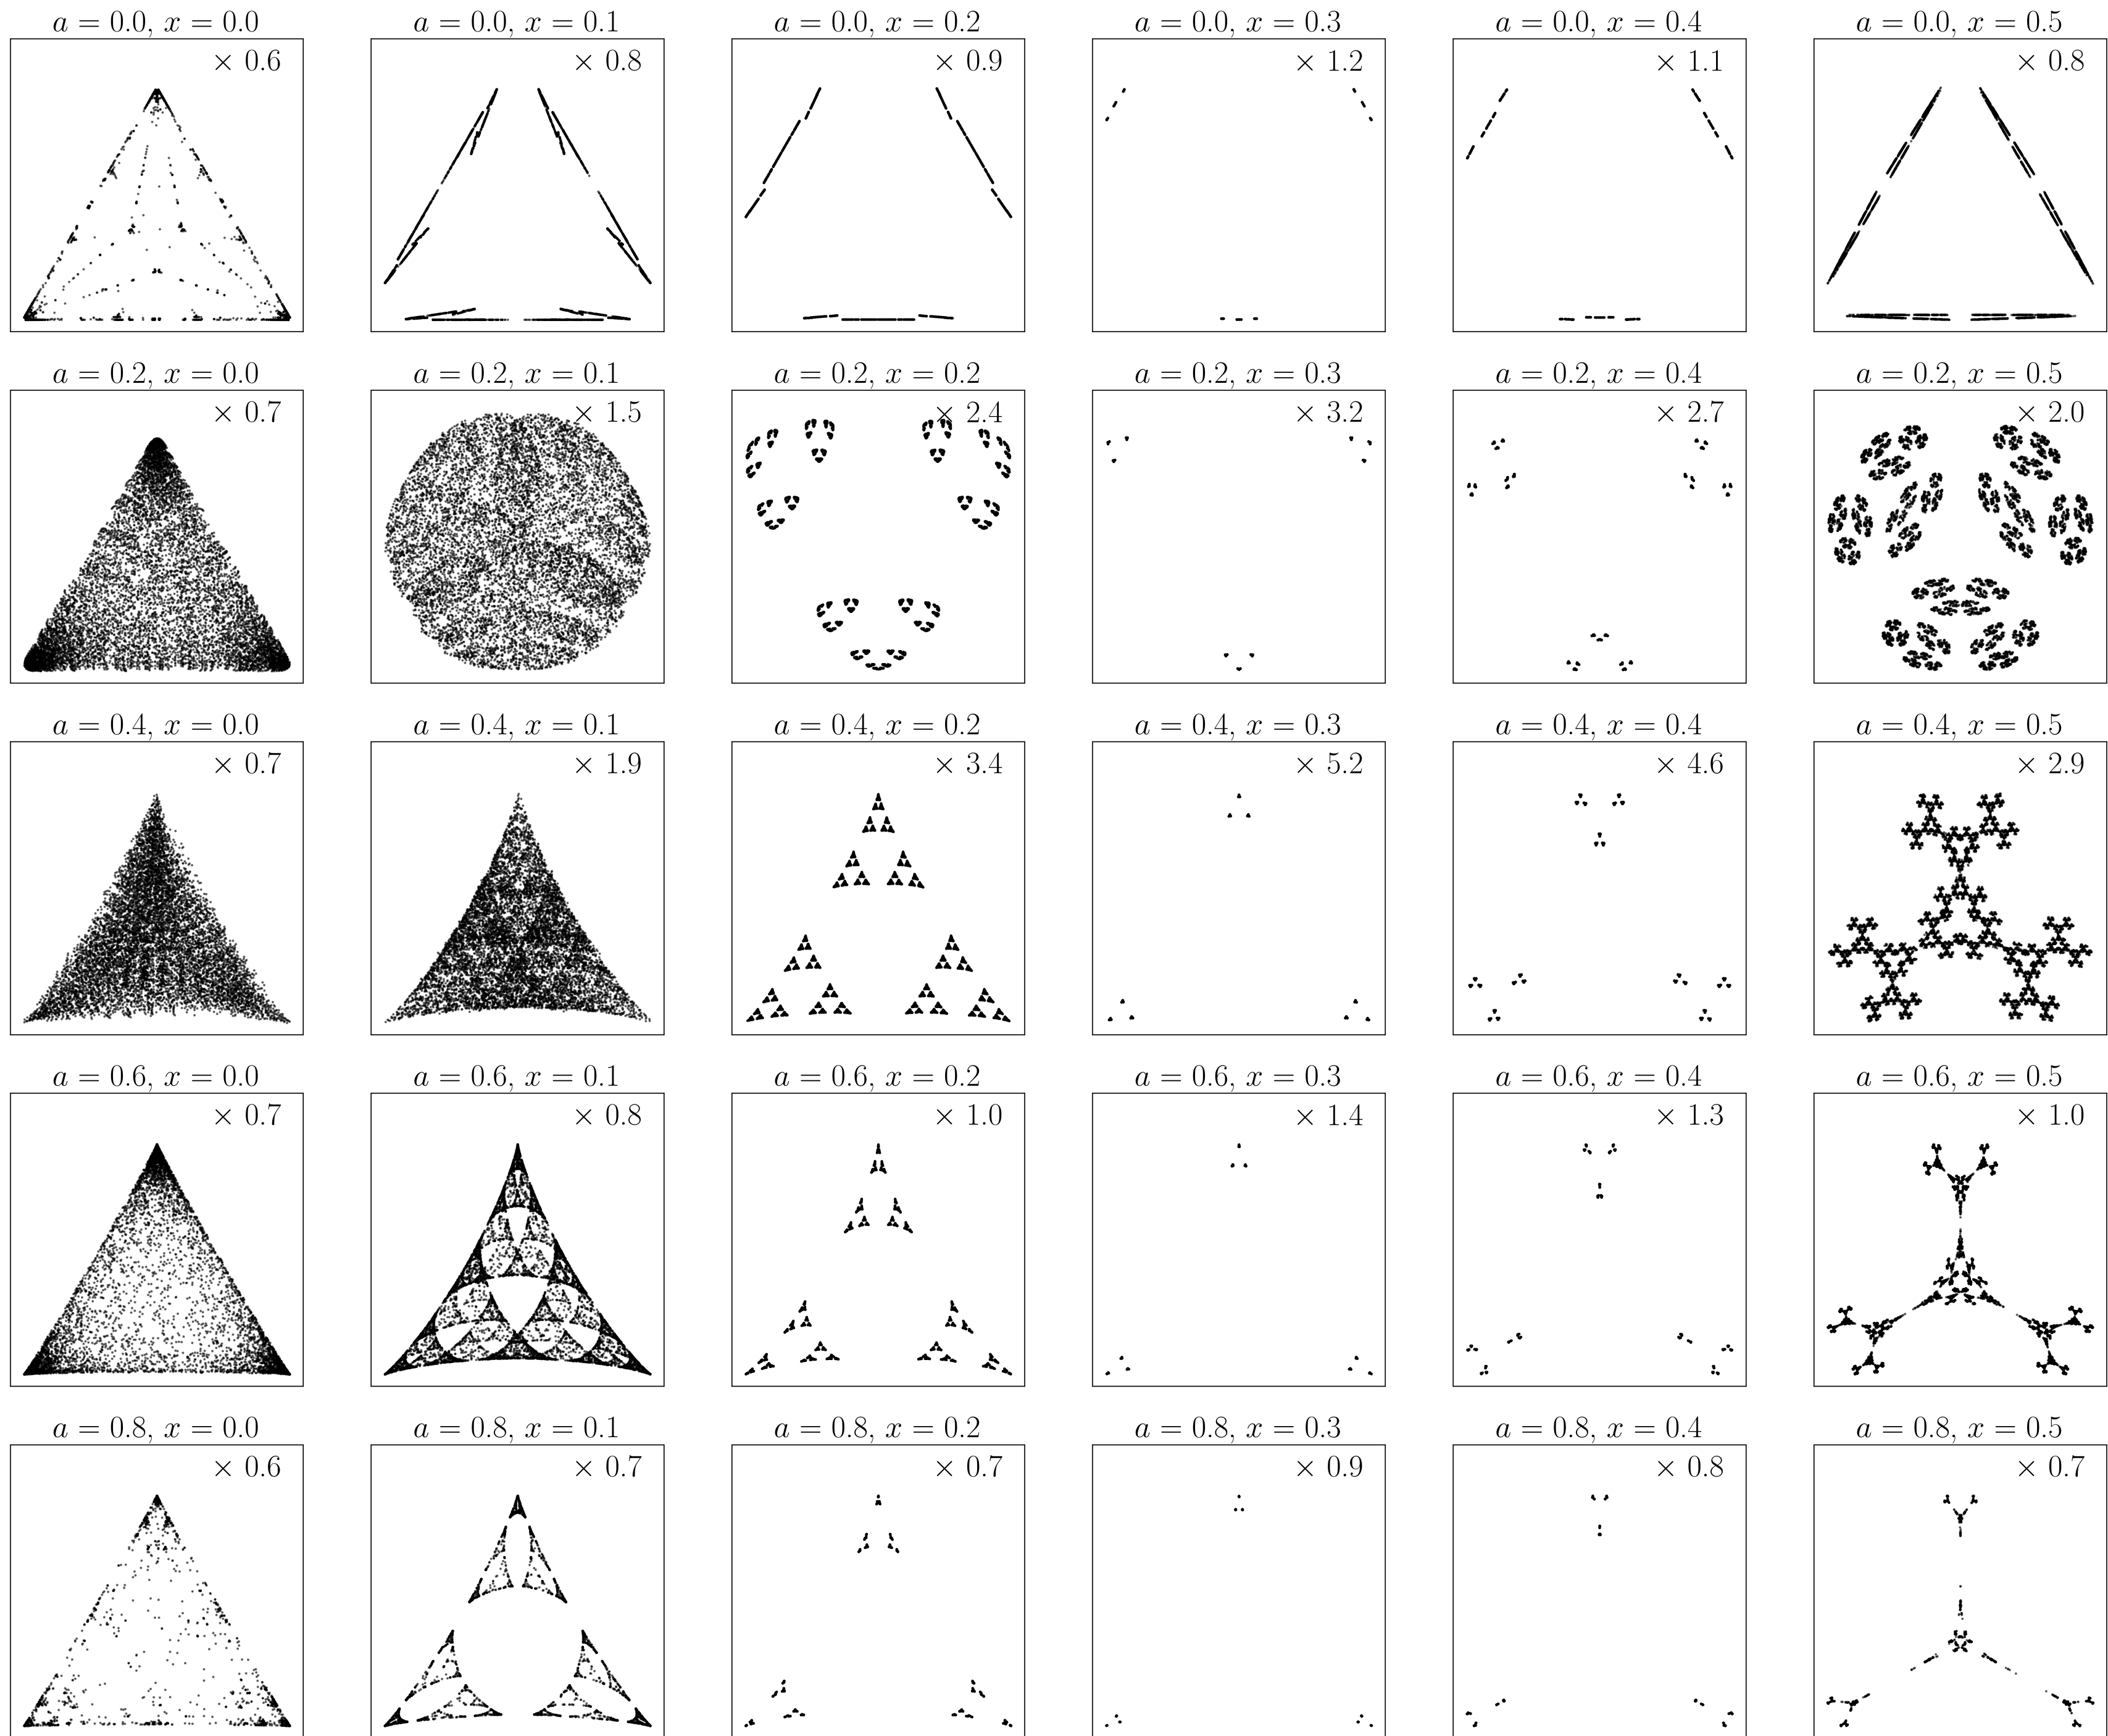 a = 0.0, x = 0.0
× 0.6
a = 0.0, x = 0.1
× 0.8
a = 0.0, x = 0.2
× 0.9
a = 0.0, x = 0.3
× 1.2
a = 0.0, x = 0.4
× 1.1
a = 0.0, x = 0.5
× 0.8
a = 0.2, x = 0.0
× 0.7
a = 0.2, x = 0.1
× 1.5
a = 0.2, x = 0.2
× 2.4
a = 0.2, x = 0.3
× 3.2
a = 0.2, x = 0.4
× 2.7
a = 0.2, x = 0.5
× 2.0
a = 0.4, x = 0.0
× 0.7
a = 0.4, x = 0.1
× 1.9
a = 0.4, x = 0.2
× 3.4
a = 0.4, x = 0.3
× 5.2
a = 0.4, x = 0.4
× 4.6
a = 0.4, x = 0.5
× 2.9
a = 0.6, x = 0.0
× 0.7
a = 0.6, x = 0.1
× 0.8
a = 0.6, x = 0.2
× 1.0
a = 0.6, x = 0.3
× 1.4
a = 0.6, x = 0.4
× 1.3
a = 0.6, x = 0.5
× 1.0
a = 0.8, x = 0.0
× 0.6
a = 0.8, x = 0.1
× 0.7
a = 0.8, x = 0.2
× 0.7
a = 0.8, x = 0.3
× 0.9
a = 0.8, x = 0.4
× 0.8
a = 0.8, x = 0.5
× 0.7